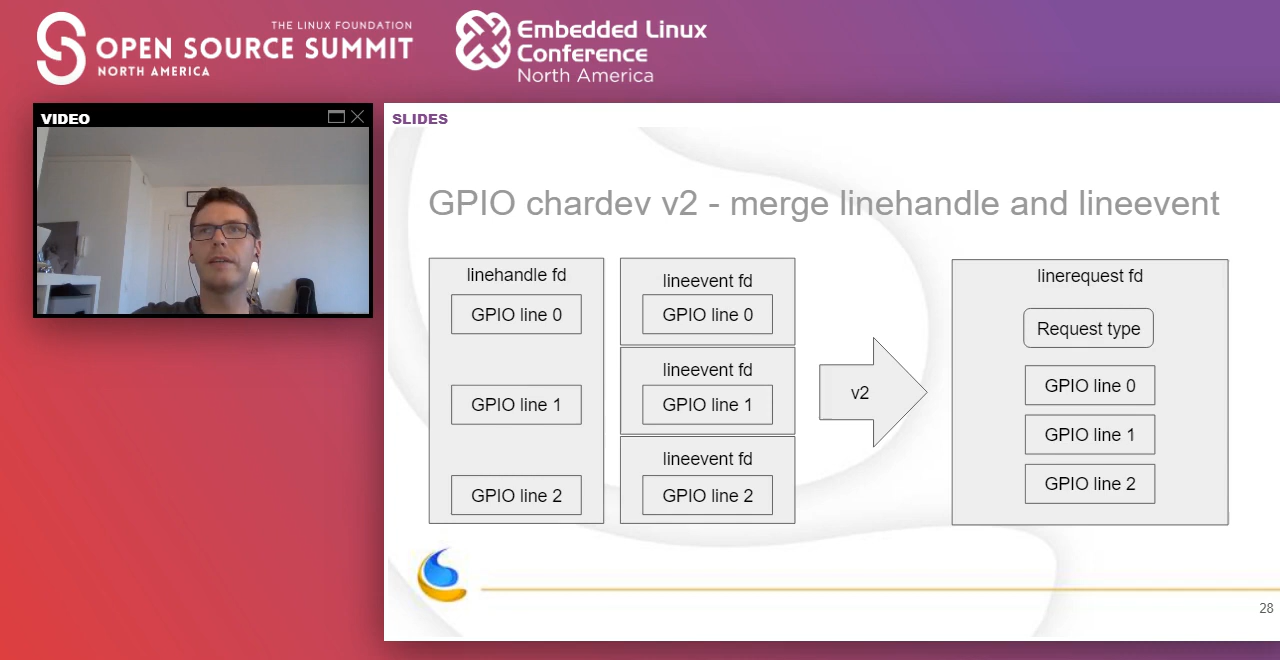 THE LINUX FOUNDATION
OPEN SOURCE SUMMIT
NORTH AMERICA
Embedded Linux
Conference
North America
VIDEO
SLIDES
GPIO chardev v2 - merge linehandle and lineevent
linehandle fd
GPIO line 0
GPIO line 1
GPIO line 2
lineevent fd
GPIO line 0
lineevent fd
GPIO line 1
lineevent fd
GPIO line 2
v2
linerequest fd
Request type
GPIO line 0
GPIO line 1
GPIO line 2
28